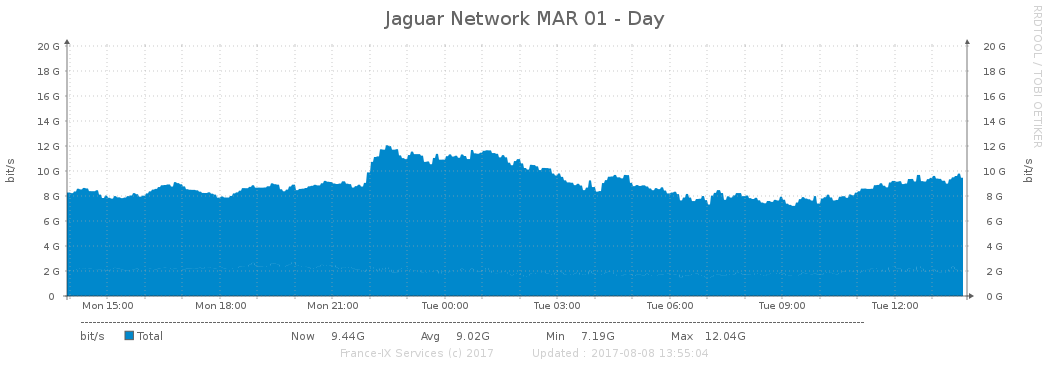 Jaguar Network MAR 01 - Day
RRDTOOL / TOBI OETIKER
bit/s
20 G
18 G
16 G
14 G
12 G
10 G
8 G
6 G
4 G
2 G
0
20 G
18 G
16 G
14 G
12 G
10 G
8 G
6 G
4 G
2 G
0 G
bit/s
Mon 15:00 Mon 18:00 Mon 21:00 Tue 00:00 Tue 03:00 Tue 06:00 Tue 09:00 Tue 12:00
bit/s Total Now 9.44G Avg 9.02G Min 7.19G Max 12.04G
France-IX Services (c) 2017 Updated : 2017-08-08 13:55:04